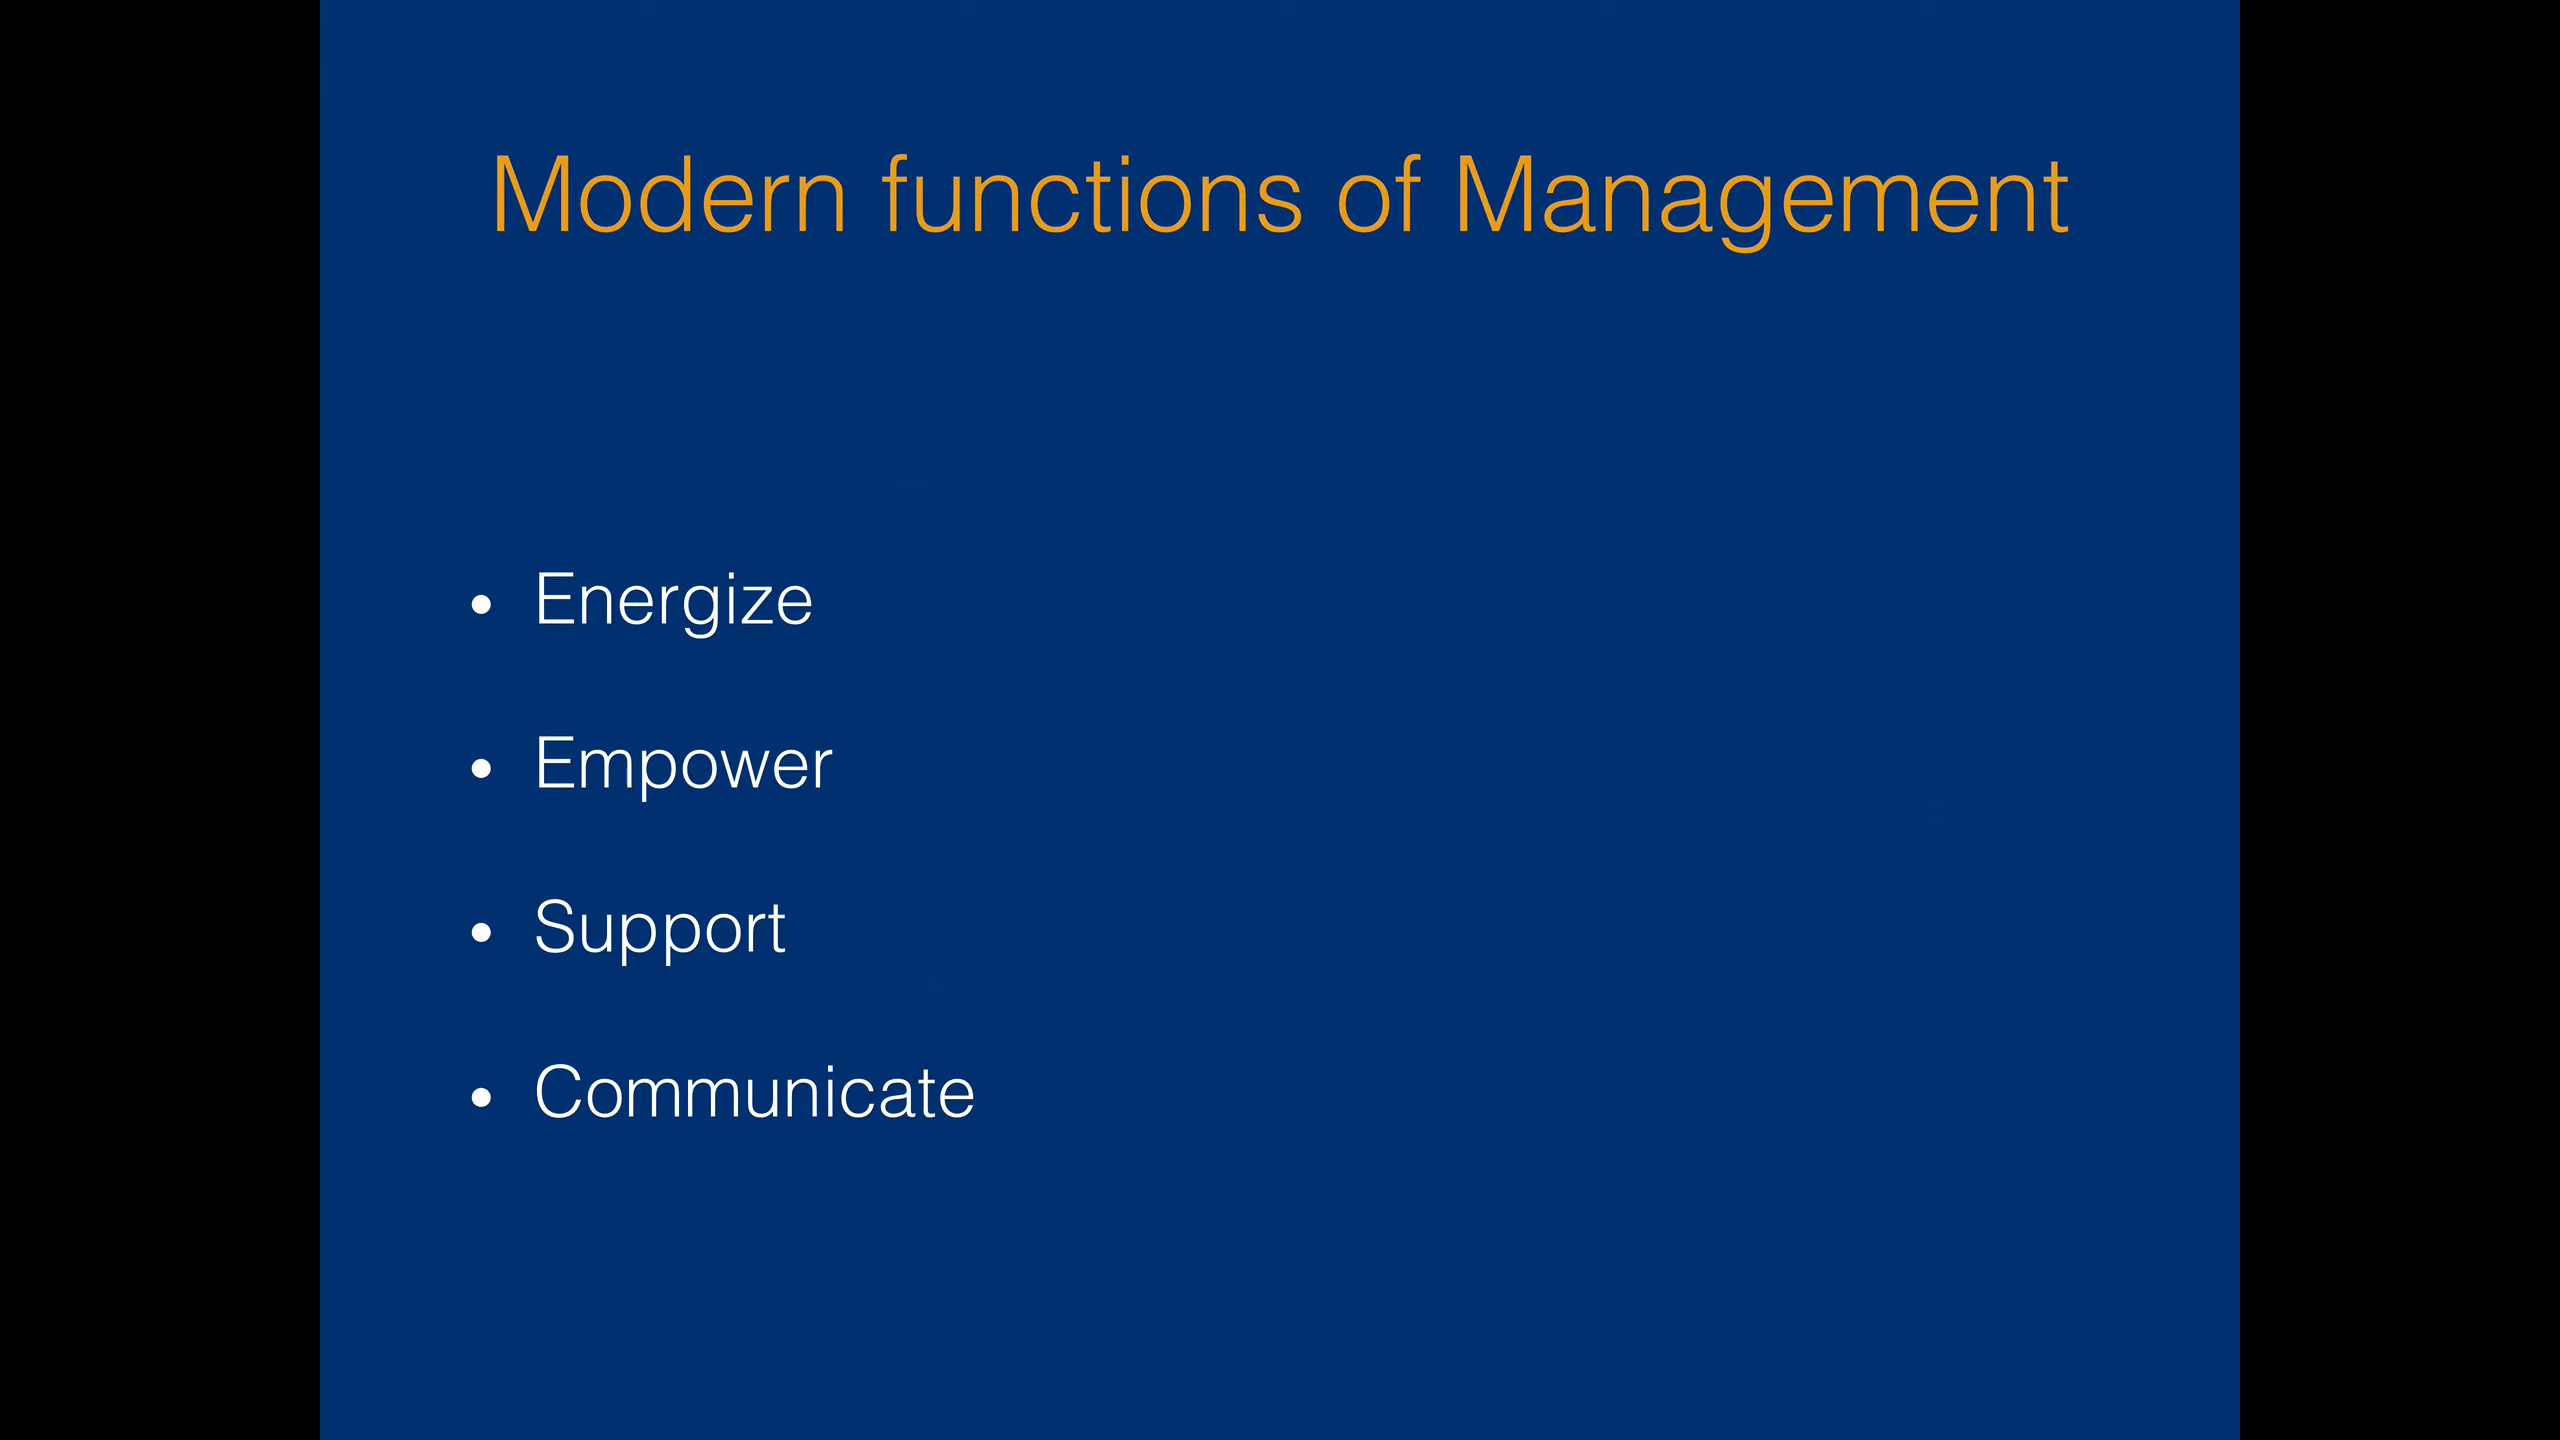 Modern functions of Management
• Energize
• Empower
• Support
• Communicate